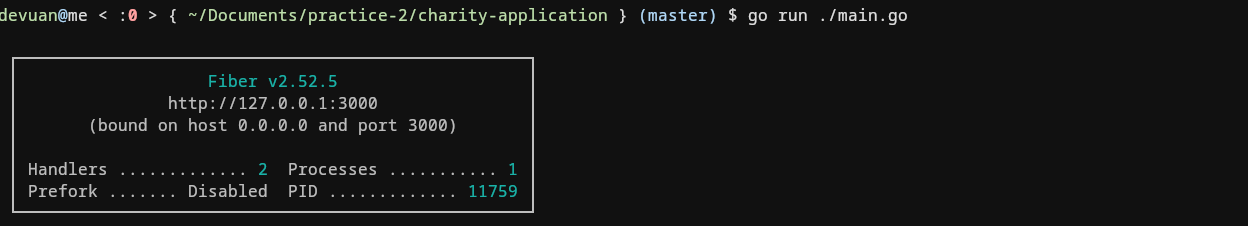 devuan@me < :0 > { ~/Documents/practice-2/charity-application } (master) $ go run ./main.go
Fiber v2.52.5
http://127.0.0.1:3000
(bound on host 0.0.0.0 and port 3000)
Handlers ............. 2  Processes ........... 1
Prefork ....... Disabled  PID ............. 11759